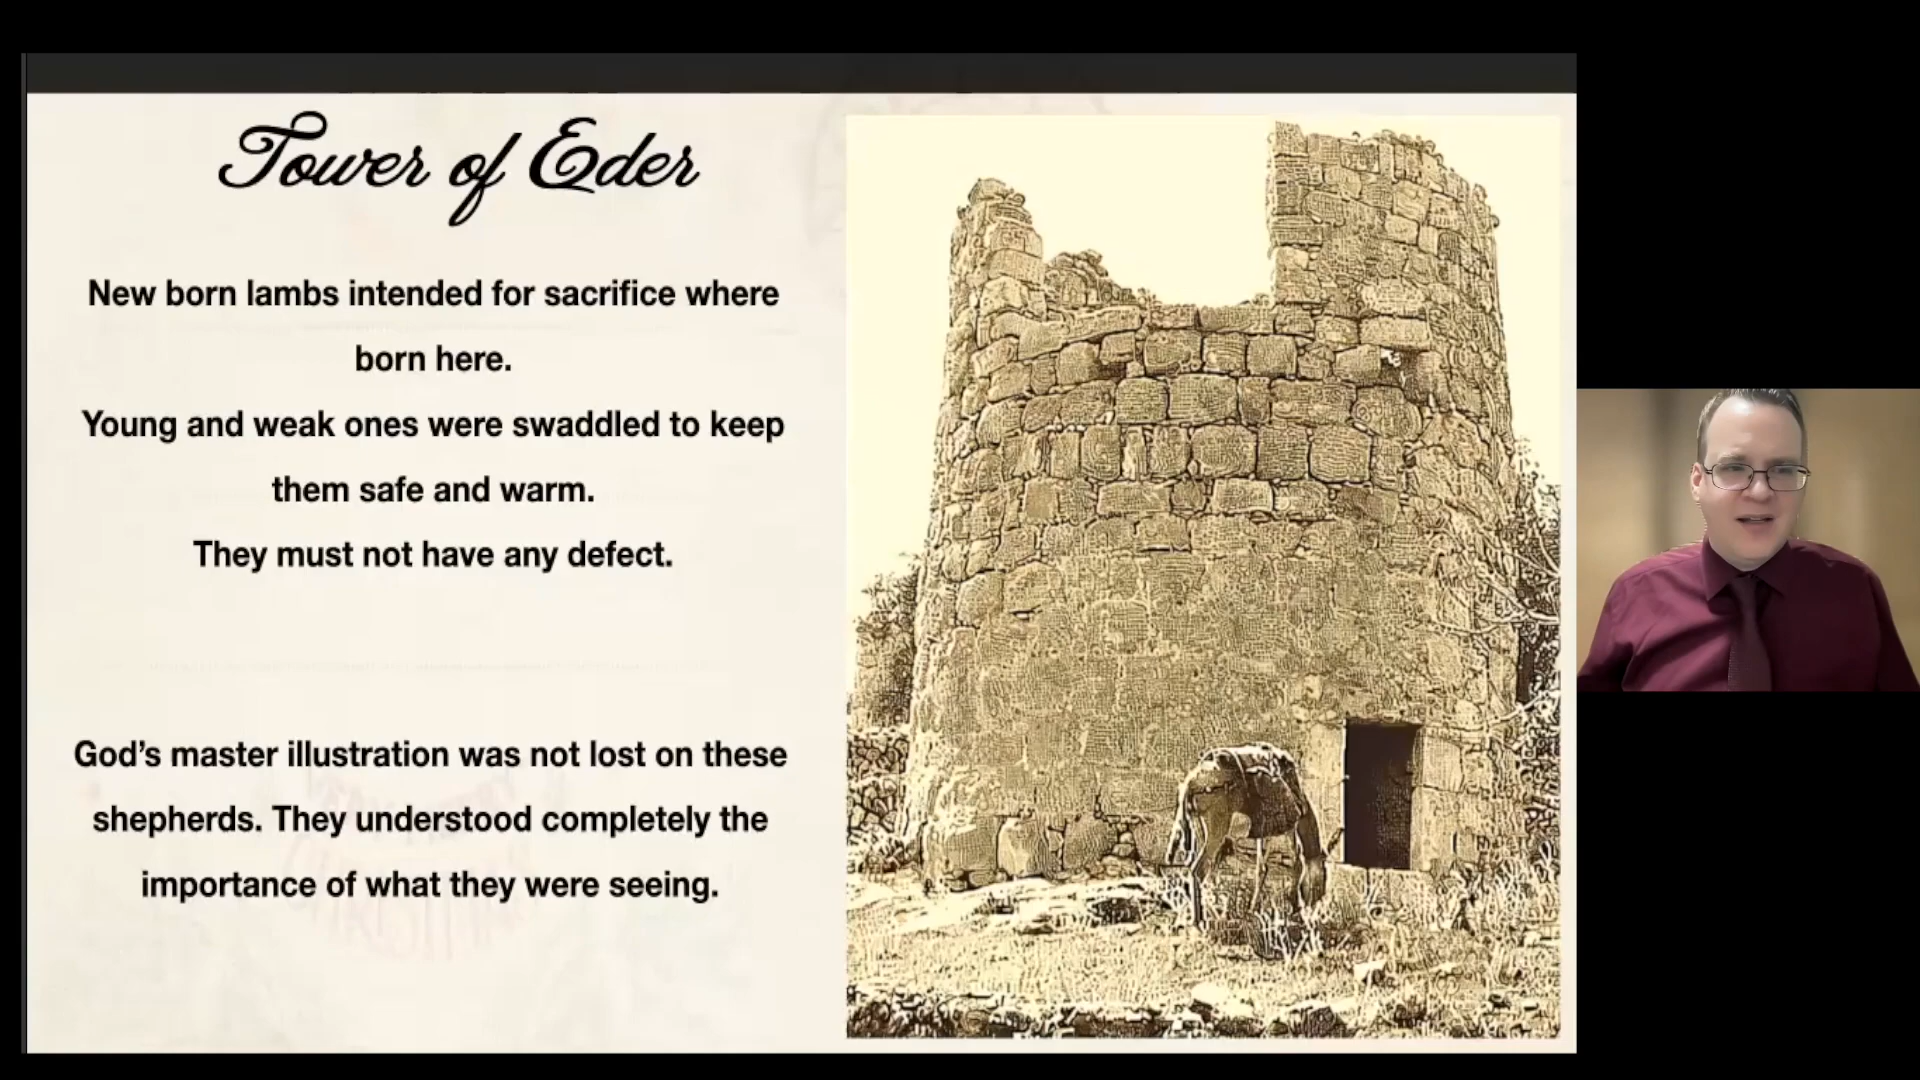 Tower of Eder
New born lambs intended for sacrifice where
born here.
Young and weak ones were swaddled to keep
them safe and warm.
They must not have any defect.
God's master illustration was not lost on these
shepherds. They understood completely the
importance of what they were seeing.